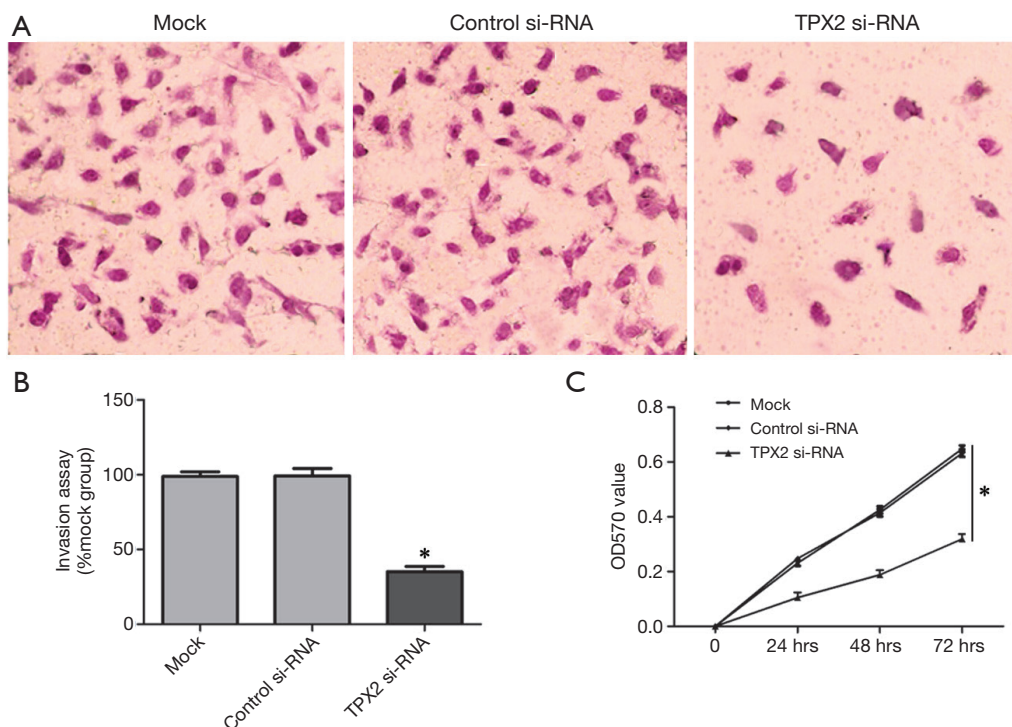 A
Mock
Control si-RNA
TPX2 si-RNA
B
Invasion assay
(%mock group)
150
100
50
0
*
Mock
Control si-RNA
TPX2 si-RNA
C
OD570 value
0.8
0.6
0.4
0.2
0.0
Mock
Control si-RNA
TPX2 si-RNA
*
0
24 hrs
48 hrs
72 hrs